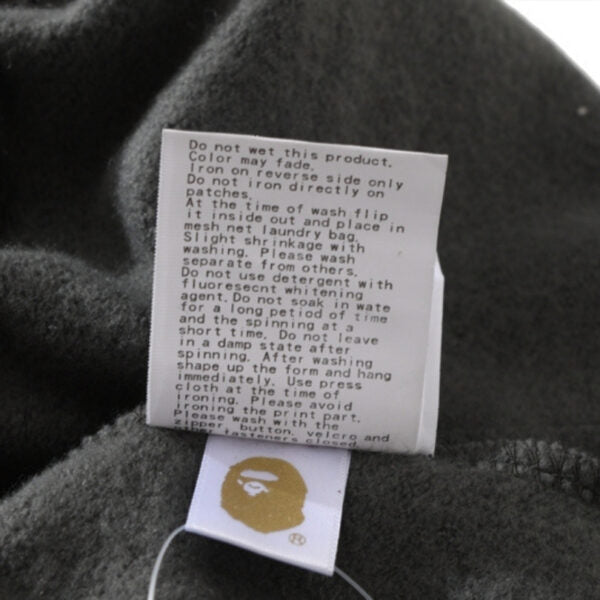 Do not wet this product.
Color may fade.
Iron on reverse side only
Do not iron directly on
patches.
At the time of wash flip
it inside out and place in
mesh net laundry bag.
Slight shrinkage with
washing. Please wash
separate from others.
Do not use detergent with
fluoresecnt whitening
agent. Do not soak in wate
for a long petiod of time
and the spinning at a
short time. Do not leave
in a damp state after
spinning. After washing
shape up the form and hang
immediately. Use press
cloth at the time of
ironing. Please avoid
ironing the print part.
Please wash with the
zipper, button, velcro and
fasteners closed.
®